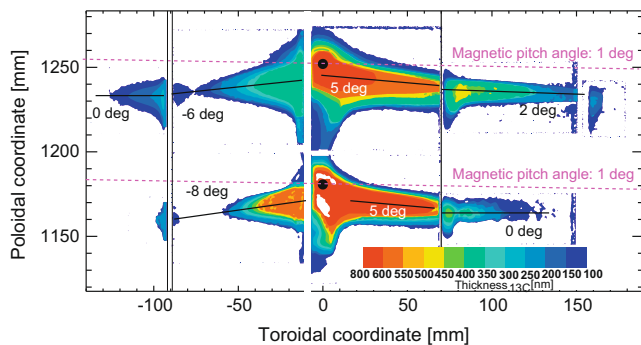 Poloidal coordinate [mm]
1250
1200
1150
Magnetic pitch angle: 1 deg
0 deg
-6 deg
5 deg
2 deg
Magnetic pitch angle: 1 deg
-8 deg
5 deg
0 deg
800 600 550 500 450 400 350 300 250 200 150 100
Thickness 13C [nm]
-100 -50 0 50 100 150
Toroidal coordinate [mm]